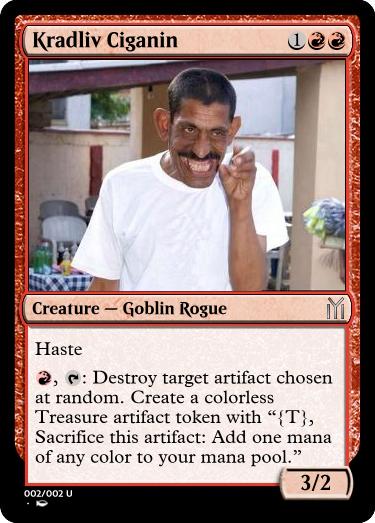 Kradliv Ciganin 1
Creature — Goblin Rogue
Haste
, : Destroy target artifact chosen
at random. Create a colorless
Treasure artifact token with “{T},
Sacrifice this artifact: Add one mana
of any color to your mana pool.”
3/2
002/002 U